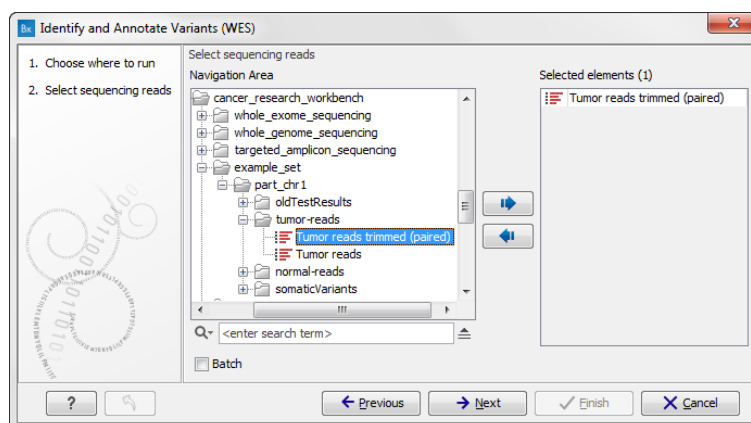 Bx Identify and Annotate Variants (WES)
1. Choose where to run
2. Select sequencing reads
Select sequencing reads
Navigation Area
cancer_research_workbench
whole_exome_sequencing
whole_genome_sequencing
targeted_amplicon_sequencing
example_set
part_chr1
oldTestResults
tumor-reads
Tumor reads trimmed (paired)
Tumor reads
normal-reads
somaticVariants
<enter search term>
Batch
Selected elements (1)
Tumor reads trimmed (paired)
?
Previous
Next
Finish
Cancel